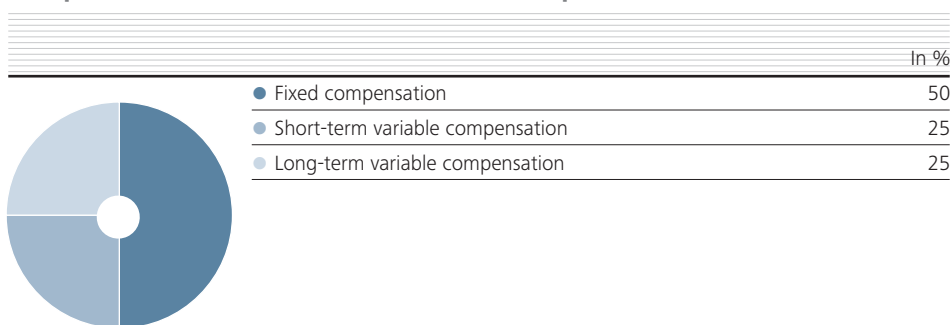 In %
Fixed compensation 50
Short-term variable compensation 25
Long-term variable compensation 25